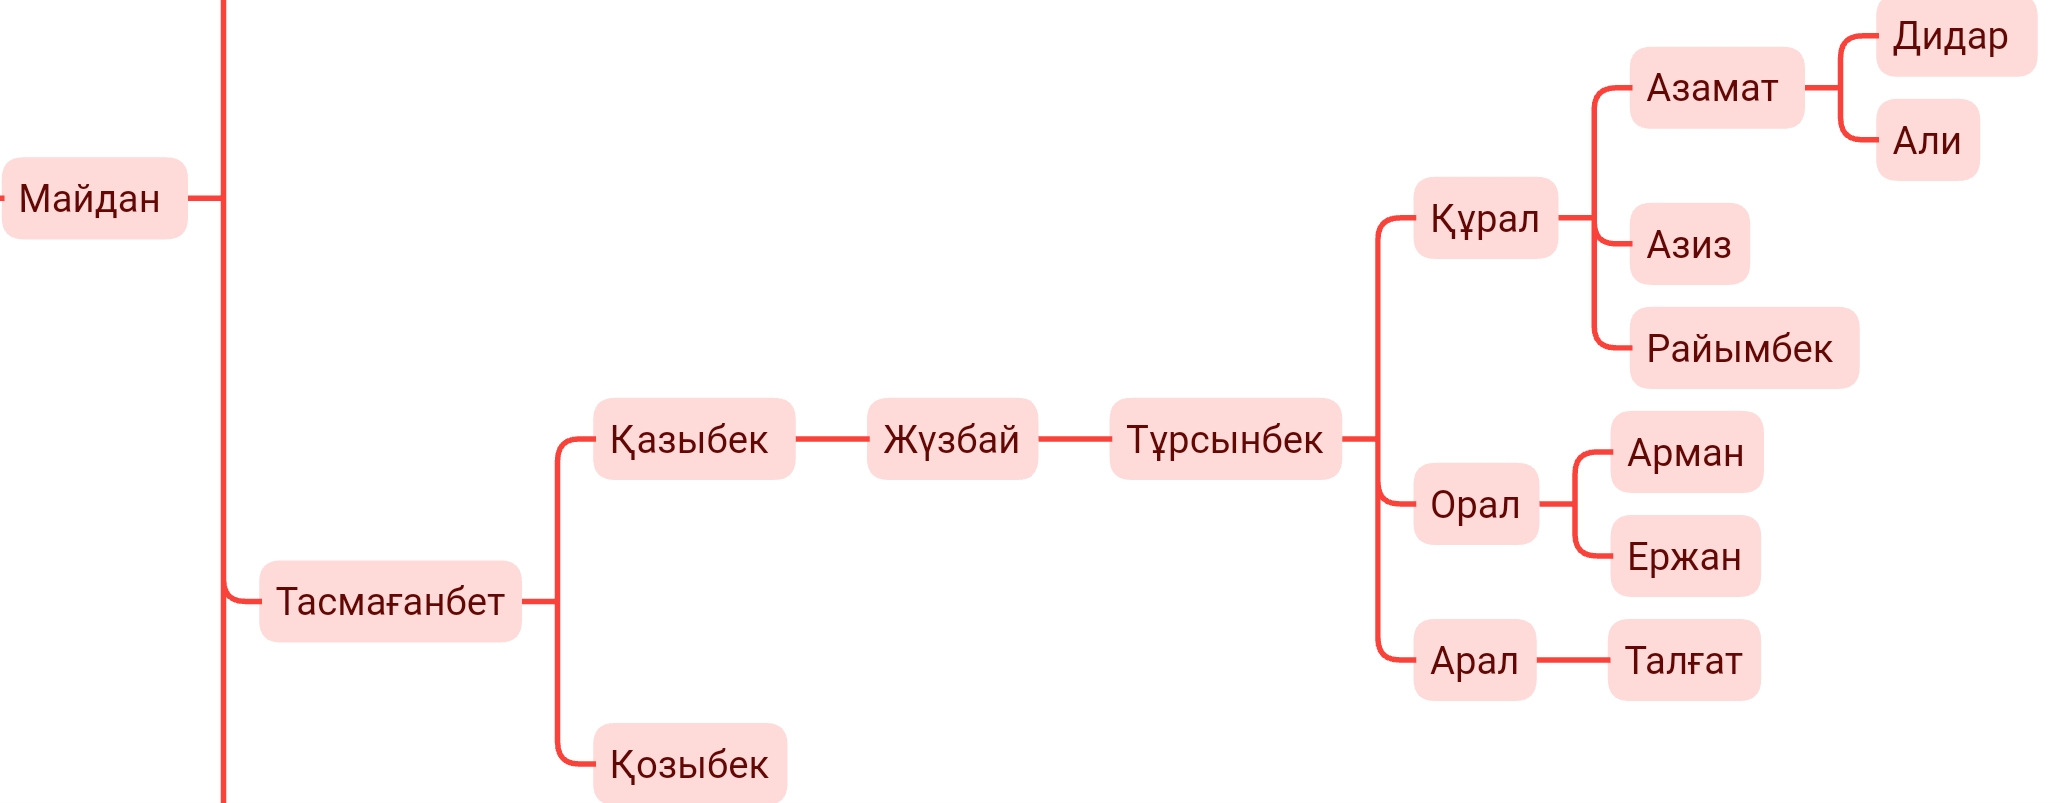 Майдан
Тасмағанбет
Қазыбек
Жүзбай
Тұрсынбек
Құрал
Азамат
Дидар
Али
Азиз
Райымбек
Орал
Арман
Ержан
Арал
Талғат
Қозыбек